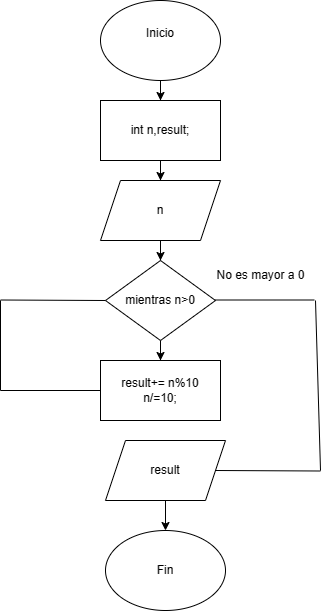 Inicio
int n,result;
n
No es mayor a 0
mientras n>0
result+= n%10
n/=10;
result
Fin